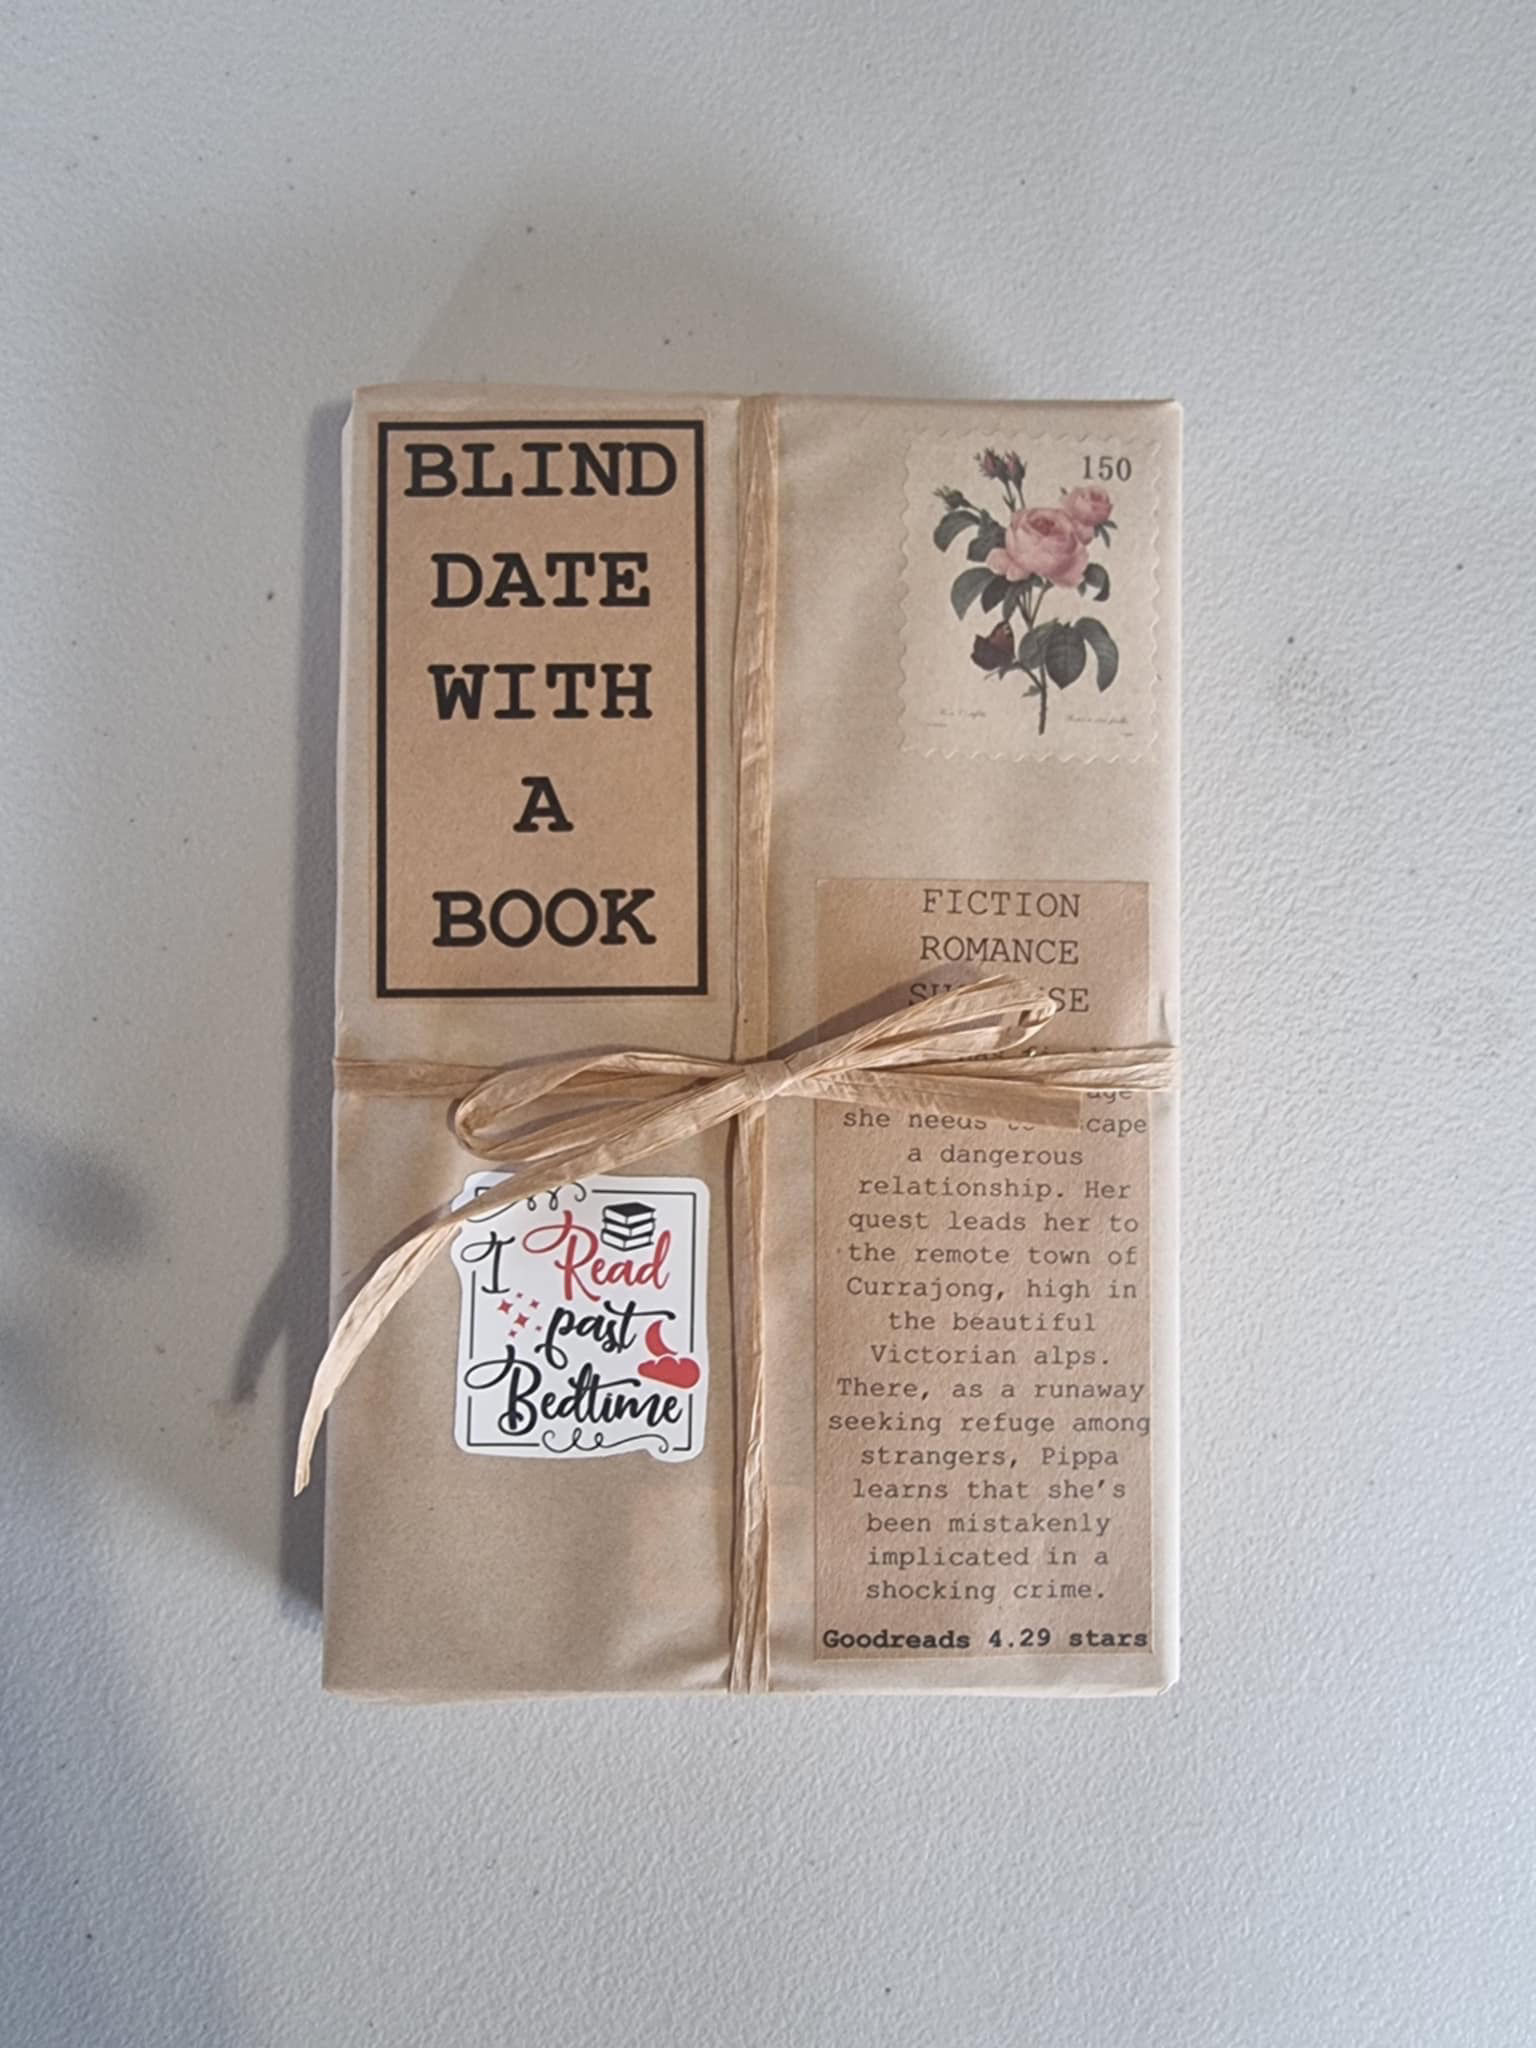 BLIND
DATE
WITH
A
BOOK
150
FICTION
ROMANCE
she needs
a dangerous
relationship. Her
quest leads her to
the remote town of
Currajong, high in
the beautiful
Victorian alps.
There, as a runaway
seeking refuge among
strangers, Pippa
learns that she's
been mistakenly
implicated in a
shocking crime.
Goodreads 4.29 stars
I Read
past
Bedtime